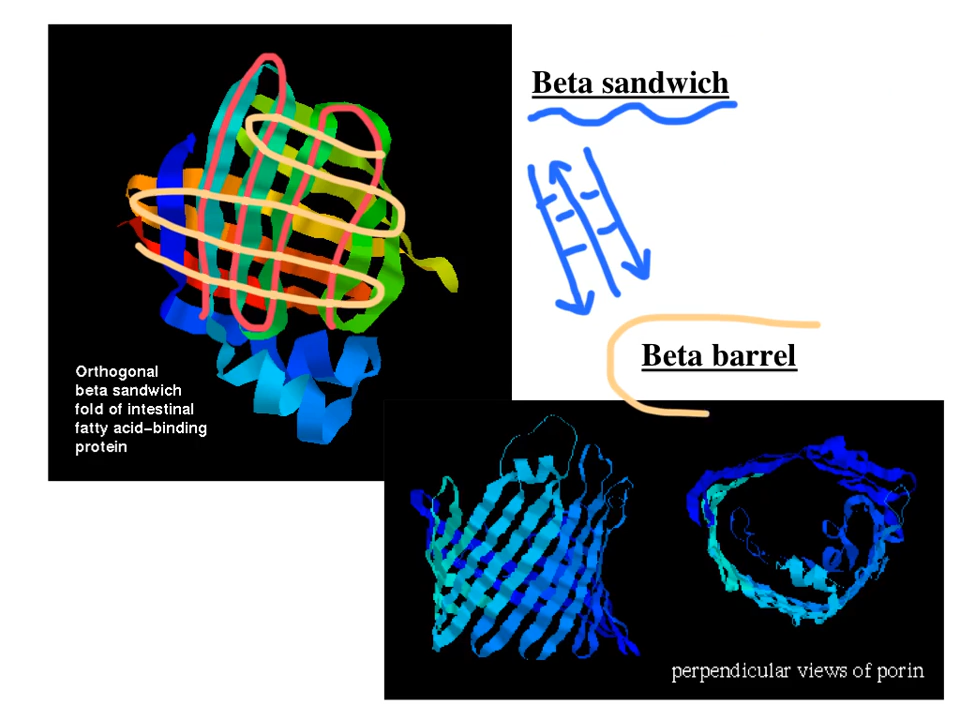 Beta sandwich
Orthogonal
beta sandwich
fold of intestinal
fatty acid-binding
protein
Beta barrel
perpendicular views of porin